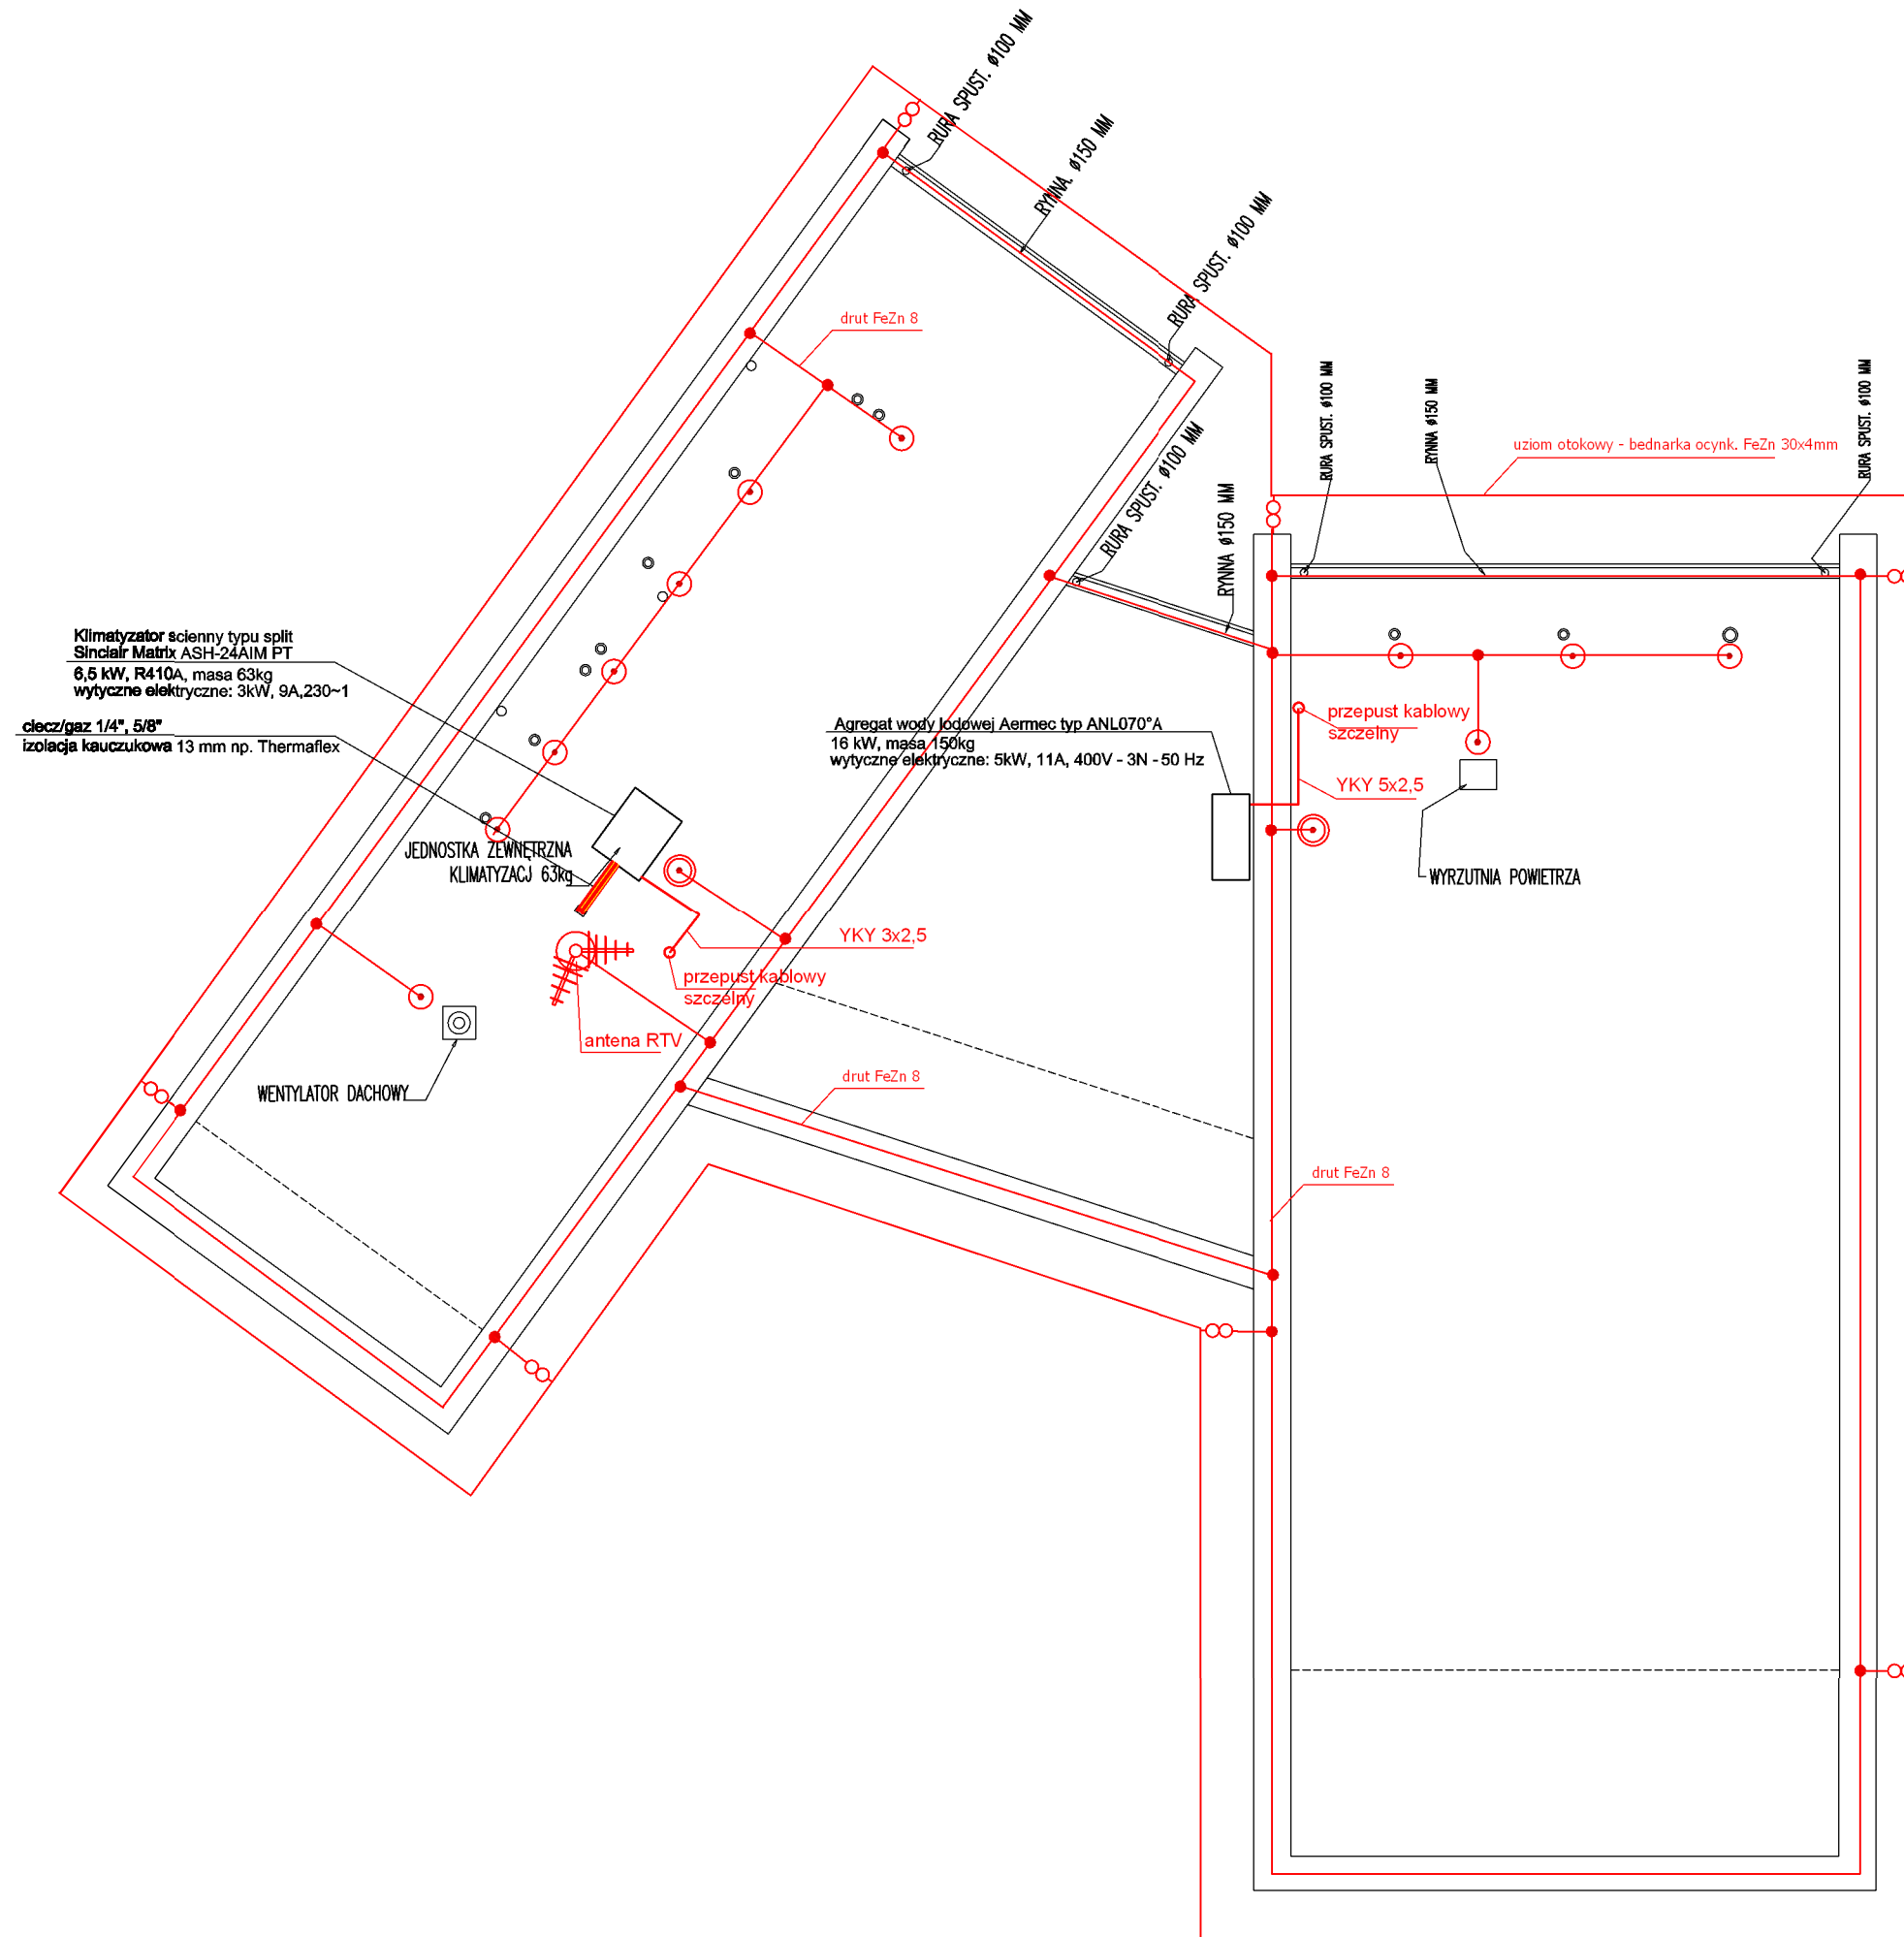 RURA SPUST. ø100 MM
RYNNA. ø150 MM
RURA SPUST. ø100 MM
drut FeZn 8
RURA SPUST. ø100 MM
RYNNA ø150 MM
RURA SPUST. ø100 MM
RYNNA ø150 MM
RURA SPUST. ø100 MM
uziom otokowy - bednarka ocynk. FeZn 30x4mm
Klimatyzator scienny typu split
Sinclair Matrix ASH-24AIM PT
6,5 kW, R410A, masa 63kg
wytyczne elektryczne: 3kW, 9A,230~1
ciecz/gaz 1/4", 5/8"
izolacja kauczukowa 13 mm np. Thermaflex
Agregat wody lodowej Aermec typ ANL070°A
16 kW, masa 150kg
wytyczne elektryczne: 5kW, 11A, 400V - 3N - 50 Hz
przepust kablowy
szczelny
YKY 5x2,5
WYRZUTNIA POWIETRZA
JEDNOSTKA ZEWNĘTRZNA
KLIMATYZACJ 63kg
YKY 3x2,5
przepust kablowy
szczelny
antena RTV
WENTYLATOR DACHOWY
drut FeZn 8
drut FeZn 8